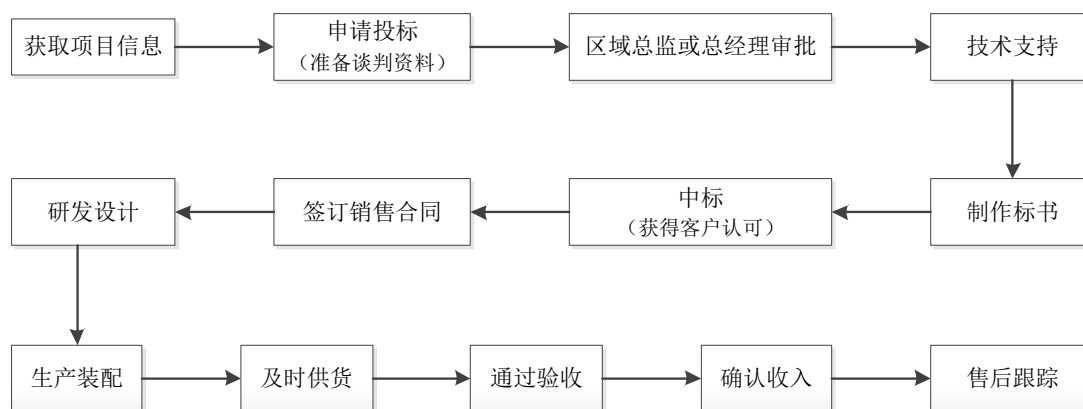 获取项目信息
申请投标
（准备谈判资料）
区域总监或总经理审批
技术支持
制作标书
中标
（获得客户认可）
签订销售合同
研发设计
生产装配
及时供货
通过验收
确认收入
售后跟踪